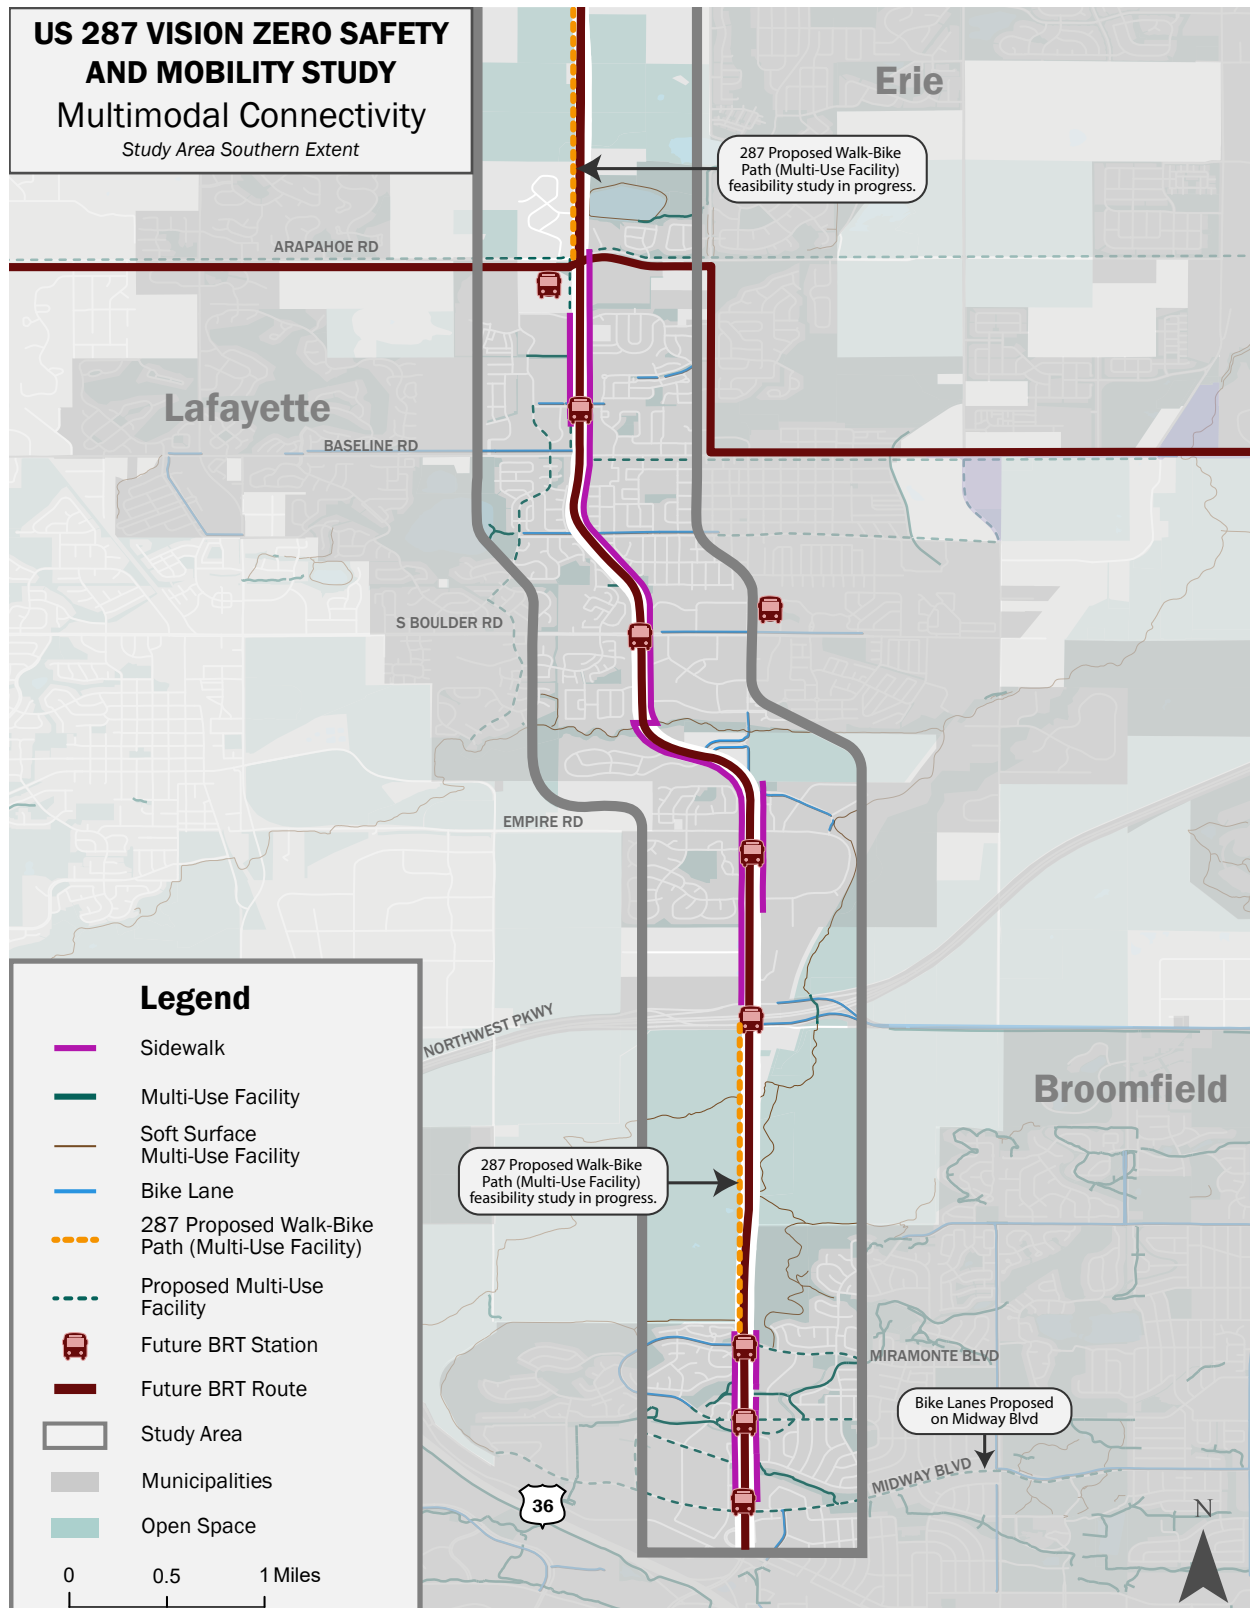 US 287 VISION ZERO SAFETY
AND MOBILITY STUDY
Multimodal Connectivity
Study Area Southern Extent
Erie
287 Proposed Walk-Bike
Path (Multi-Use Facility)
feasibility study in progress.
ARAPAHOE RD
Lafayette
BASELINE RD
S BOULDER RD
EMPIRE RD
NORTHWEST PKWY
Broomfield
287 Proposed Walk-Bike
Path (Multi-Use Facility)
feasibility study in progress.
MIRAMONTE BLVD
Bike Lanes Proposed
on Midway Blvd
MIDWAY BLVD
36
N
Legend
Sidewalk
Multi-Use Facility
Soft Surface
Multi-Use Facility
Bike Lane
287 Proposed Walk-Bike
Path (Multi-Use Facility)
Proposed Multi-Use
Facility
Future BRT Station
Future BRT Route
Study Area
Municipalities
Open Space
0 0.5 1 Miles